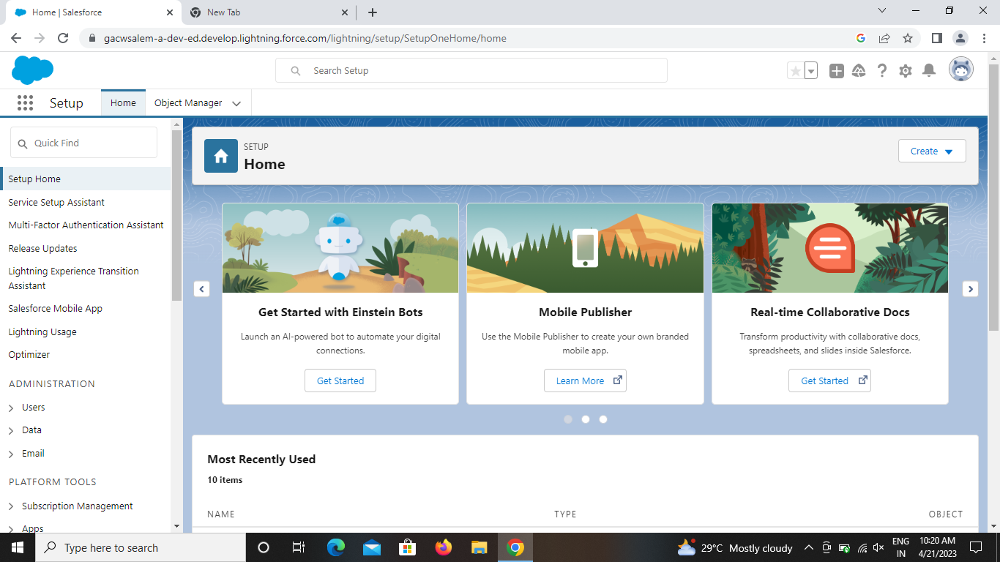 Home | Salesforce
New Tab
gacwsalem-a-dev-ed.develop.lightning.force.com/lightning/setup/SetupOneHome/home
Search Setup
Setup
Home
Object Manager
Quick Find
Setup Home
Service Setup Assistant
Multi-Factor Authentication Assistant
Release Updates
Lightning Experience Transition
Assistant
Salesforce Mobile App
Lightning Usage
Optimizer
ADMINISTRATION
Users
Data
Email
PLATFORM TOOLS
Subscription Management
Apps
SETUP
Home
Create
Get Started with Einstein Bots
Launch an AI-powered bot to automate your digital
connections.
Get Started
Mobile Publisher
Use the Mobile Publisher to create your own branded
mobile app.
Learn More
Real-time Collaborative Docs
Transform productivity with collaborative docs,
spreadsheets, and slides inside Salesforce.
Get Started
Most Recently Used
10 items
NAME
TYPE
OBJECT
Type here to search
29°C Mostly cloudy
ENG
IN
10:20 AM
4/21/2023